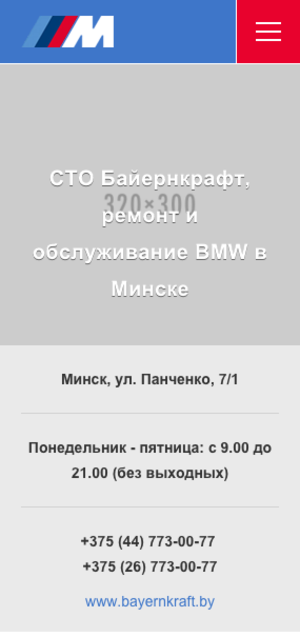 M
СТО Байернкрафт,
320×300
ремонт и
обслуживание BMW в
Минске
Минск, ул. Панченко, 7/1
Понедельник - пятница: с 9.00 до
21.00 (без выходных)
+375 (44) 773-00-77
+375 (26) 773-00-77
www.bayernkraft.by